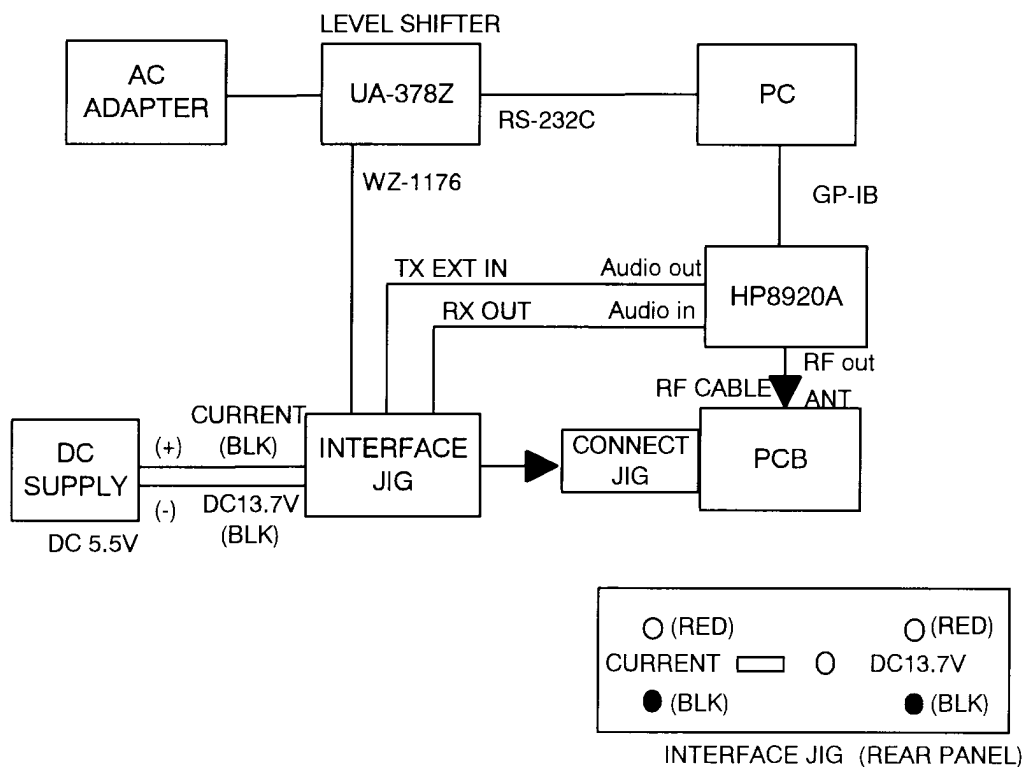 LEVEL SHIFTER
AC
ADAPTER
UA-378Z
PC
RS-232C
WZ-1176
GP-IB
TX EXT IN
Audio out
HP8920A
RX OUT
Audio in
RF out
RF CABLE
ANT
CURRENT
(+)
(BLK)
DC
SUPPLY
INTERFACE
JIG
CONNECT
JIG
PCB
(-)
DC13.7V
(BLK)
DC 5.5V
(RED)
(RED)
CURRENT
DC13.7V
(BLK)
(BLK)
INTERFACE JIG (REAR PANEL)